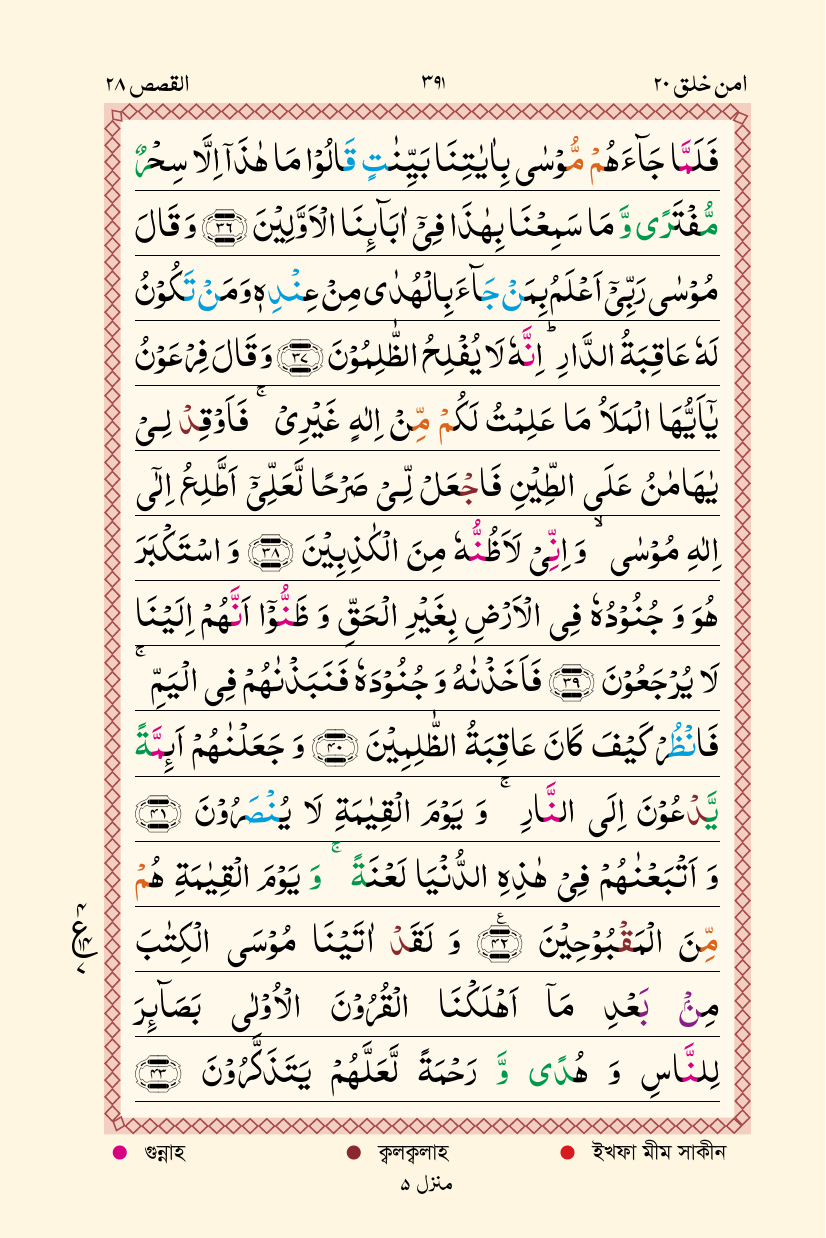 امن خلق ٢٠ ٣٩١ القصص ٢٨
فَلَمَّا جَآءَهُمْ مُّوْسٰى بِاٰيٰتِنَا بَيِّنٰتٍ قَالُوْا مَا هٰذَاۤ اِلَّا سِحْرٌ
مُّفْتَرًى وَّ مَا سَمِعْنَا بِهٰذَا فِيْۤ اٰبَآئِنَا الْاَوَّلِيْنَ ﴿٣٦﴾ وَ قَالَ
مُوْسٰى رَبِّيْۤ اَعْلَمُ بِمَنْ جَآءَ بِالْهُدٰى مِنْ عِنْدِهٖ وَ مَنْ تَكُوْنُ
لَهٗ عَاقِبَةُ الدَّارِ ؕ اِنَّهٗ لَا يُفْلِحُ الظّٰلِمُوْنَ ﴿٣٧﴾ وَ قَالَ فِرْعَوْنُ
يٰۤاَيُّهَا الْمَلَاُ مَا عَلِمْتُ لَكُمْ مِّنْ اِلٰهٍ غَيْرِيْ ۚ فَاَوْقِدْ لِيْ
يٰهَامٰنُ عَلَى الطِّيْنِ فَاجْعَلْ لِّيْ صَرْحًا لَّعَلِّيْۤ اَطَّلِعُ اِلٰۤى
اِلٰهِ مُوْسٰى ۙ وَ اِنِّيْ لَاَظُنُّهٗ مِنَ الْكٰذِبِيْنَ ﴿٣٨﴾ وَ اسْتَكْبَرَ
هُوَ وَ جُنُوْدُهٗ فِى الْاَرْضِ بِغَيْرِ الْحَقِّ وَ ظَنُّوْۤا اَنَّهُمْ اِلَيْنَا
لَا يُرْجَعُوْنَ ﴿٣٩﴾ فَاَخَذْنٰهُ وَ جُنُوْدَهٗ فَنَبَذْنٰهُمْ فِى الْيَمِّ ۚ
فَانْظُرْ كَيْفَ كَانَ عَاقِبَةُ الظّٰلِمِيْنَ ﴿٤٠﴾ وَ جَعَلْنٰهُمْ اَئِمَّةً
يَّدْعُوْنَ اِلَى النَّارِ ۚ وَ يَوْمَ الْقِيٰمَةِ لَا يُنْصَرُوْنَ ﴿٤١﴾
وَ اَتْبَعْنٰهُمْ فِيْ هٰذِهِ الدُّنْيَا لَعْنَةً ۚ وَ يَوْمَ الْقِيٰمَةِ هُمْ
مِّنَ الْمَقْبُوْحِيْنَ ﴿٤٢﴾ وَ لَقَدْ اٰتَيْنَا مُوْسَى الْكِتٰبَ
٤ ع ١٤ ٧
مِنْۢ بَعْدِ مَاۤ اَهْلَكْنَا الْقُرُوْنَ الْاُوْلٰى بَصَآئِرَ
لِلنَّاسِ وَ هُدًى وَّ رَحْمَةً لَّعَلَّهُمْ يَتَذَكَّرُوْنَ ﴿٤٣﴾
গুন্নাহ ক্বলক্বলাহ ইখফা মীম সাকীন
منزل ٥